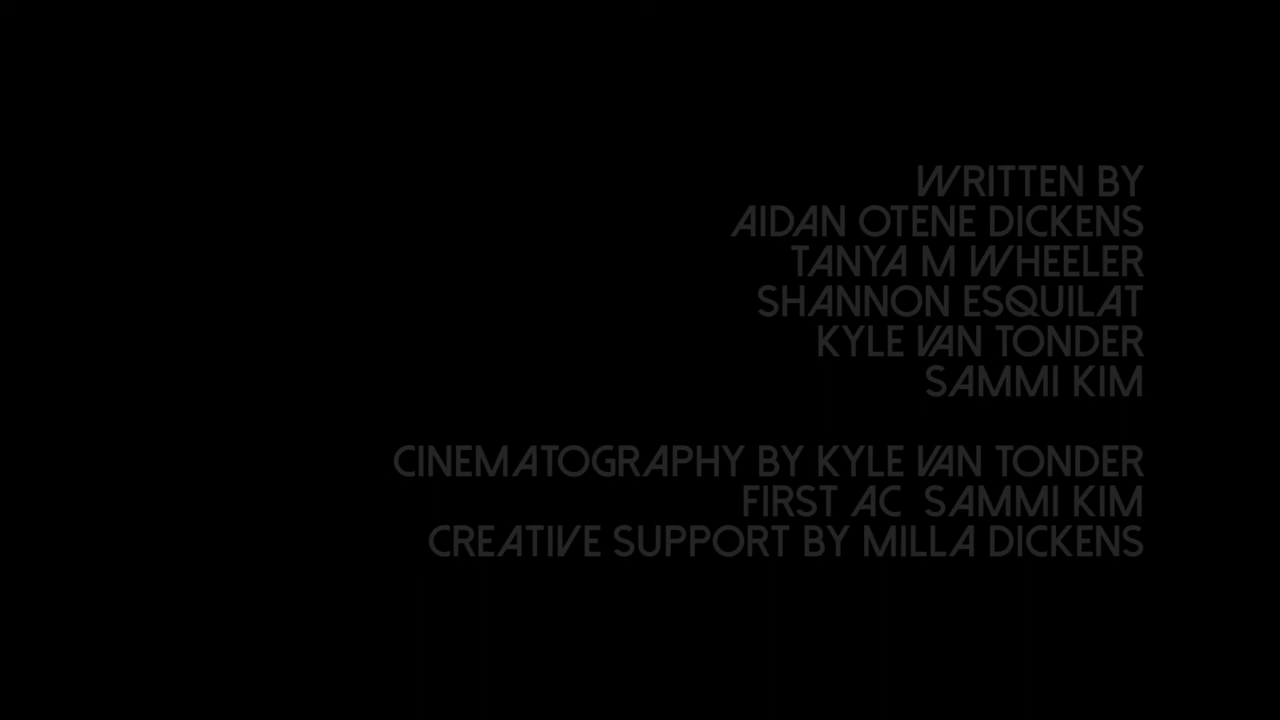 WRITTEN BY
AIDAN OTENE DICKENS
TANYA M WHEELER
SHANNON ESQUILAT
KYLE VAN TONDER
SAMMI KIM
CINEMATOGRAPHY BY KYLE VAN TONDER
FIRST AC SAMMI KIM
CREATIVE SUPPORT BY MILLA DICKENS